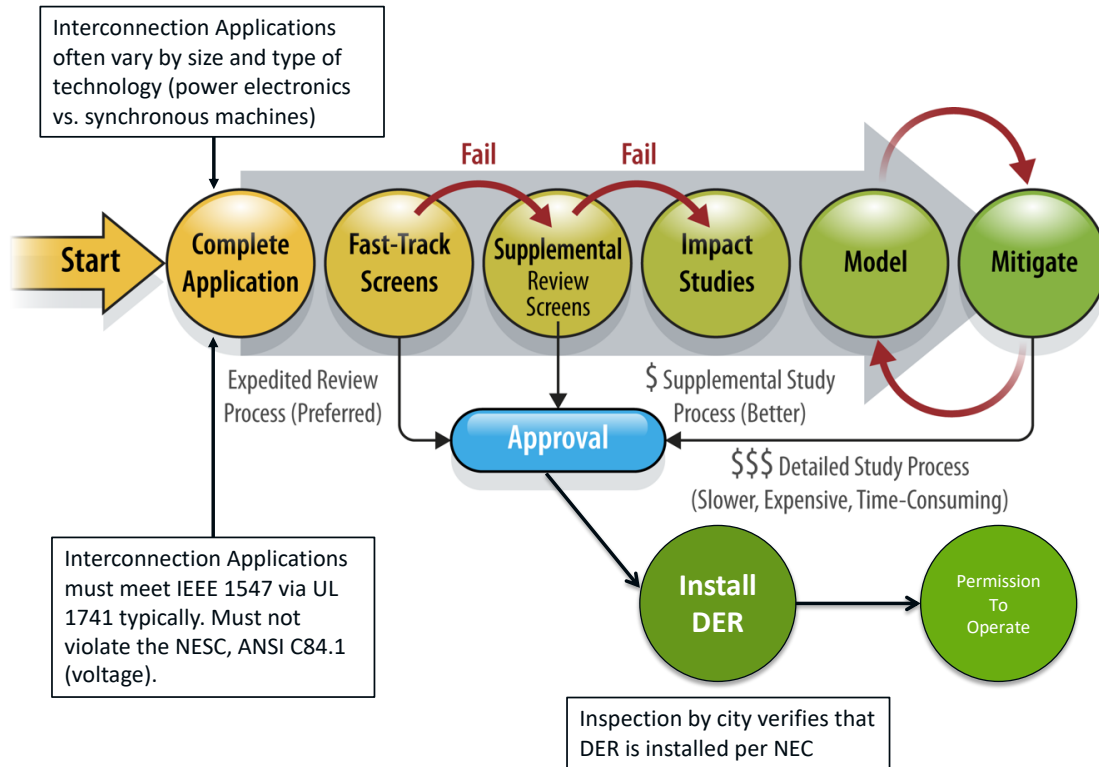 Interconnection Applications
often vary by size and type of
technology (power electronics
vs. synchronous machines)
Fail
Fail
Start
Complete
Application
Fast-Track
Screens
Supplemental
Review
Screens
Impact
Studies
Model
Mitigate
Expedited Review
Process (Preferred)
$ Supplemental Study
Process (Better)
Approval
$$$ Detailed Study Process
(Slower, Expensive, Time-Consuming)
Interconnection Applications
must meet IEEE 1547 via UL
1741 typically. Must not
violate the NESC, ANSI C84.1
(voltage).
Install
DER
Permission
To
Operate
Inspection by city verifies that
DER is installed per NEC